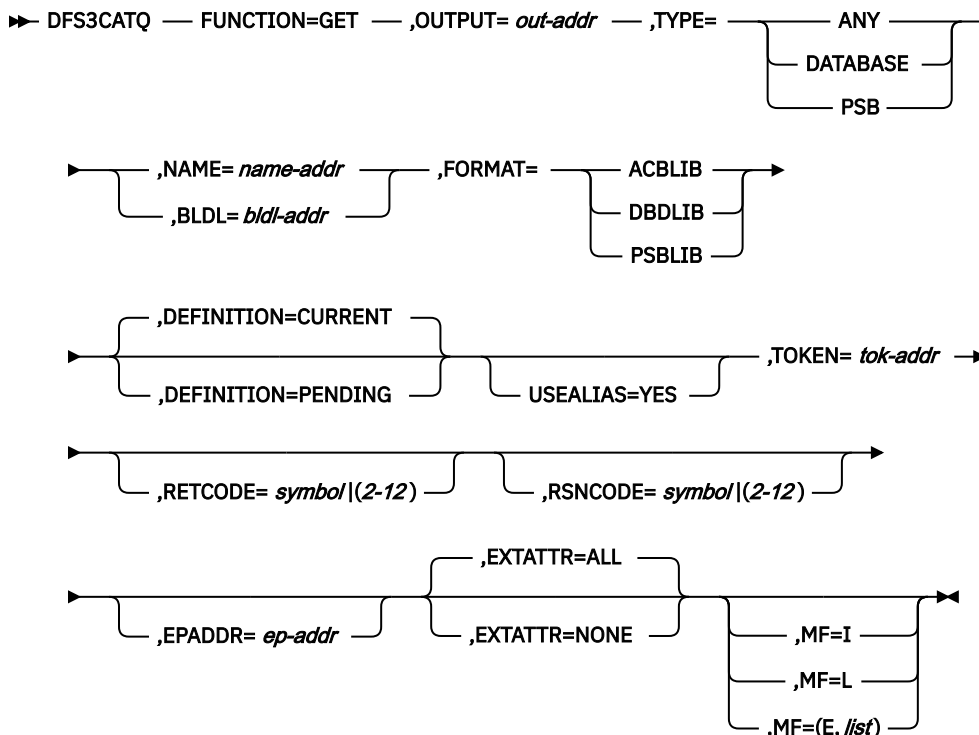 DFS3CATQ FUNCTION=GET ,OUTPUT= out-addr ,TYPE= ANY
DATABASE
PSB
,NAME= name-addr ,FORMAT= ACBLIB
,BLDL= bldl-addr DBDLIB
PSBLIB
,DEFINITION=CURRENT
,TOKEN= tok-addr
,DEFINITION=PENDING USEALIAS=YES
,RETCODE= symbol |(2-12 ) ,RSNCODE= symbol |(2-12 )
,EXTATTR=ALL
,EPADDR= ep-addr ,EXTATTR=NONE ,MF=I
,MF=L
,MF=(E, list)